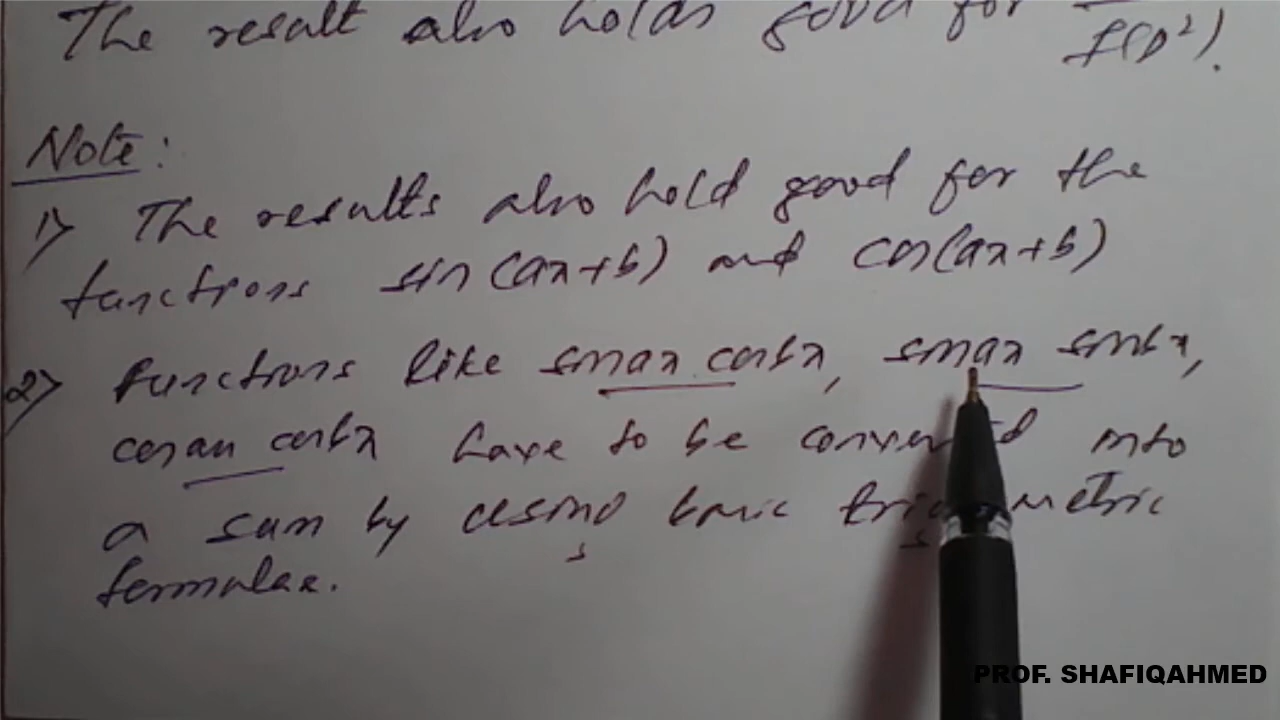 The result also holds good for
f(D²).
Note:
1) The results also hold good for the
functions sin(ax+b) and cos(ax+b)
2) Functions like sinax cosbx, sinax sinbx,
cosax cosbx have to be converted into
a sum by using basic trigonometric
formulae.
PROF. SHAFIQAHMED